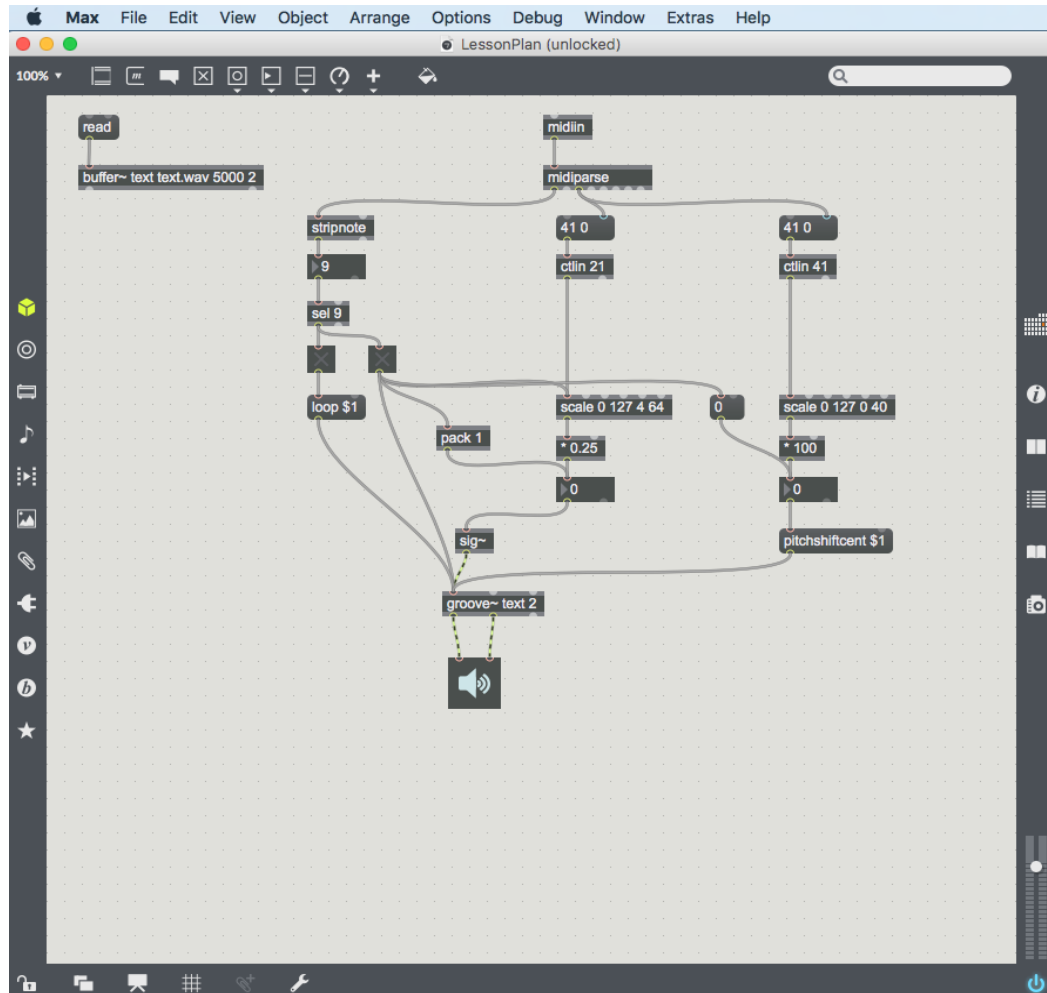 Max File Edit View Object Arrange Options Debug Window Extras Help
LessonPlan (unlocked)
100%
read
midiin
buffer~ text text.wav 5000 2
midiparse
stripnote
41 0
41 0
9
ctlin 21
ctlin 41
sel 9
loop $1
scale 0 127 4 64
0
scale 0 127 0 40
pack 1
* 0.25
* 100
0
0
sig~
pitchshiftcent $1
groove~ text 2